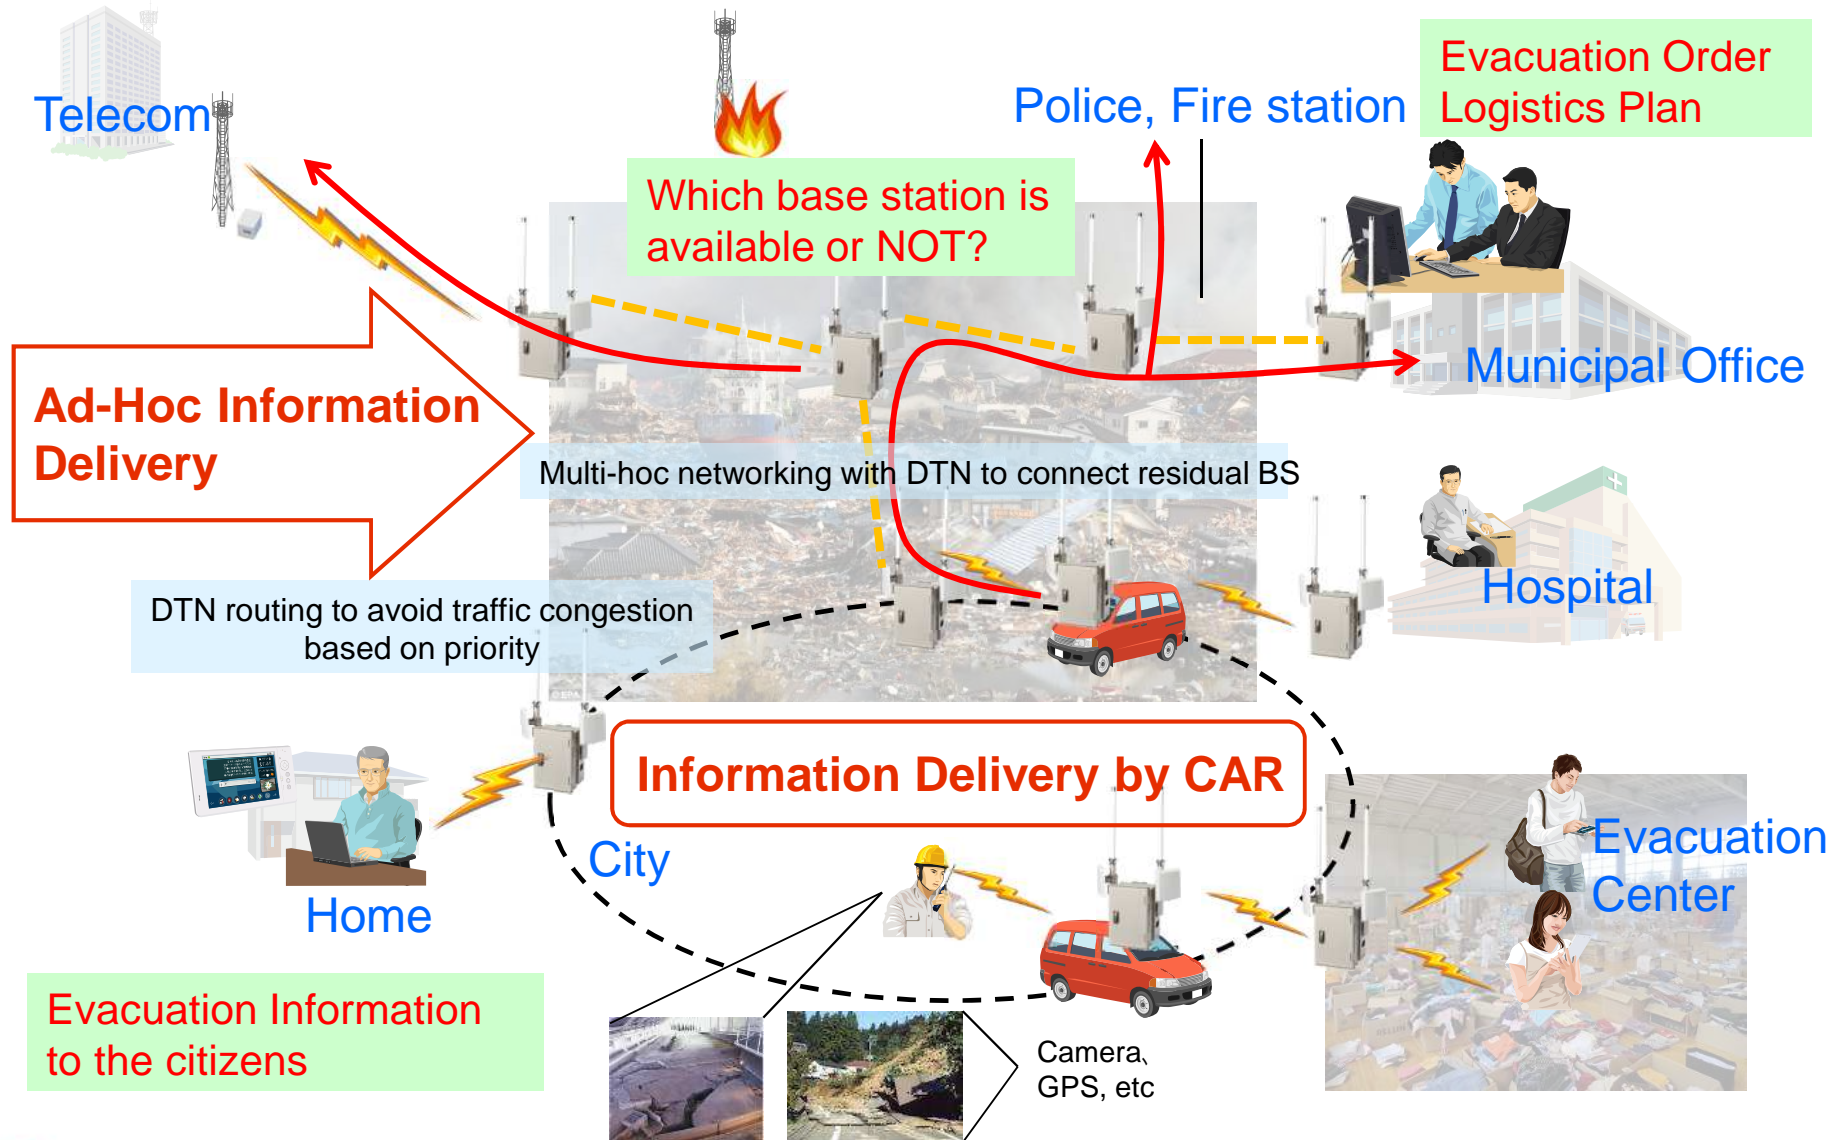 Telecom
Police, Fire station
Evacuation Order
Logistics Plan
Which base station is
available or NOT?
Municipal Office
Ad-Hoc Information
Delivery
Multi-hoc networking with DTN to connect residual BS
Hospital
DTN routing to avoid traffic congestion
based on priority
Information Delivery by CAR
Home
City
Evacuation
Center
Evacuation Information
to the citizens
Camera、
GPS, etc